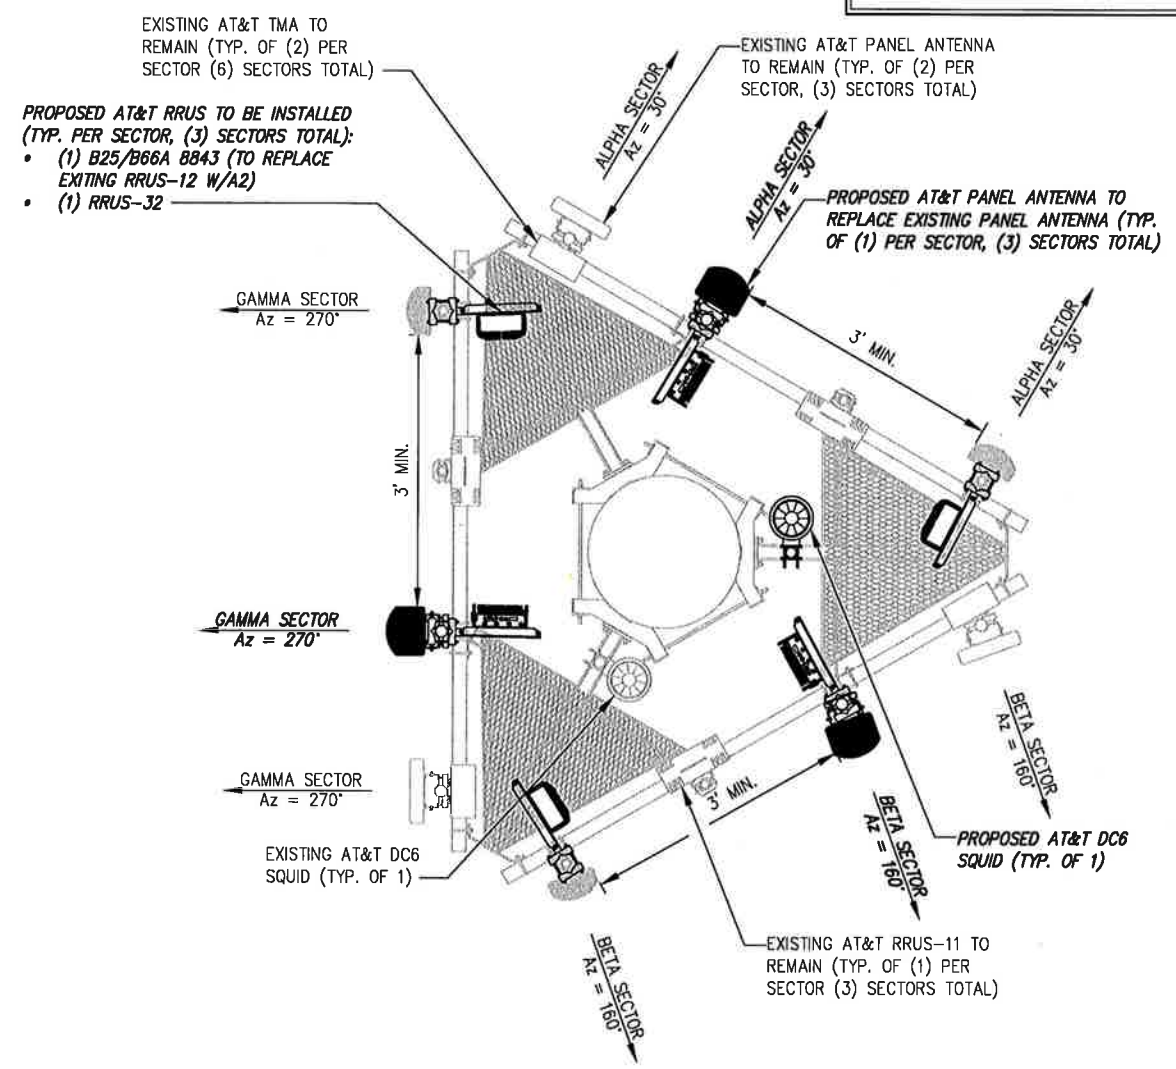 EXISTING AT&T TMA TO
REMAIN (TYP. OF (2) PER
SECTOR (6) SECTORS TOTAL)
EXISTING AT&T PANEL ANTENNA
TO REMAIN (TYP. OF (2) PER
SECTOR, (3) SECTORS TOTAL)
PROPOSED AT&T RRUS TO BE INSTALLED
(TYP. PER SECTOR, (3) SECTORS TOTAL):
• (1) B25/B66A 8843 (TO REPLACE
EXITING RRUS-12 W/A2)
• (1) RRUS-32
ALPHA SECTOR
Az = 30°
ALPHA SECTOR
Az = 30°
PROPOSED AT&T PANEL ANTENNA TO
REPLACE EXISTING PANEL ANTENNA (TYP.
OF (1) PER SECTOR, (3) SECTORS TOTAL)
GAMMA SECTOR
Az = 270°
3' MIN.
ALPHA SECTOR
Az = 30°
3' MIN.
GAMMA SECTOR
Az = 270°
GAMMA SECTOR
Az = 270°
3' MIN.
BETA SECTOR
Az = 160°
BETA SECTOR
Az = 160°
PROPOSED AT&T DC6
SQUID (TYP. OF 1)
EXISTING AT&T DC6
SQUID (TYP. OF 1)
BETA SECTOR
Az = 160°
EXISTING AT&T RRUS-11 TO
REMAIN (TYP. OF (1) PER
SECTOR (3) SECTORS TOTAL)